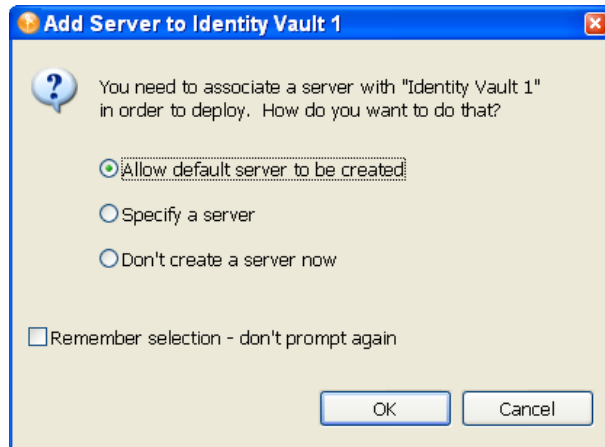 Add Server to Identity Vault 1
You need to associate a server with "Identity Vault 1"
in order to deploy. How do you want to do that?
Allow default server to be created
Specify a server
Don't create a server now
Remember selection - don't prompt again
OK
Cancel